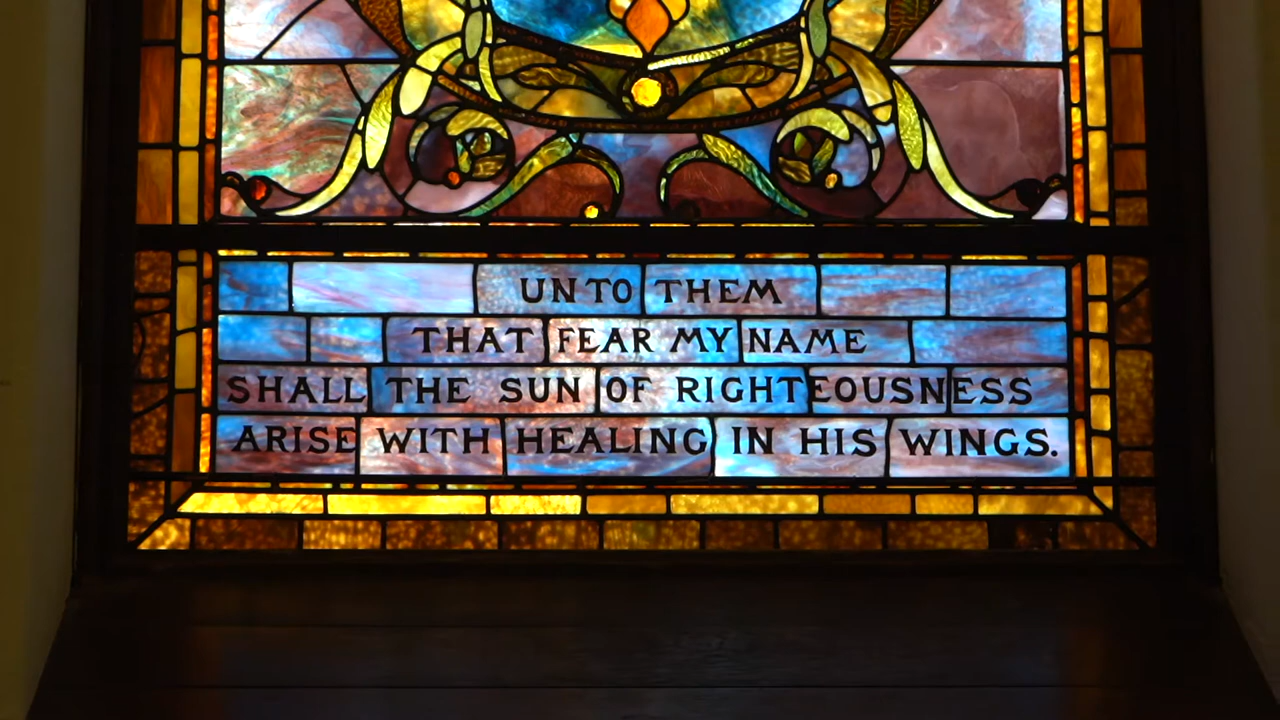 UNTO THEM
THAT FEAR MY NAME
SHALL THE SUN OF RIGHTEOUSNESS
ARISE WITH HEALING IN HIS WINGS.